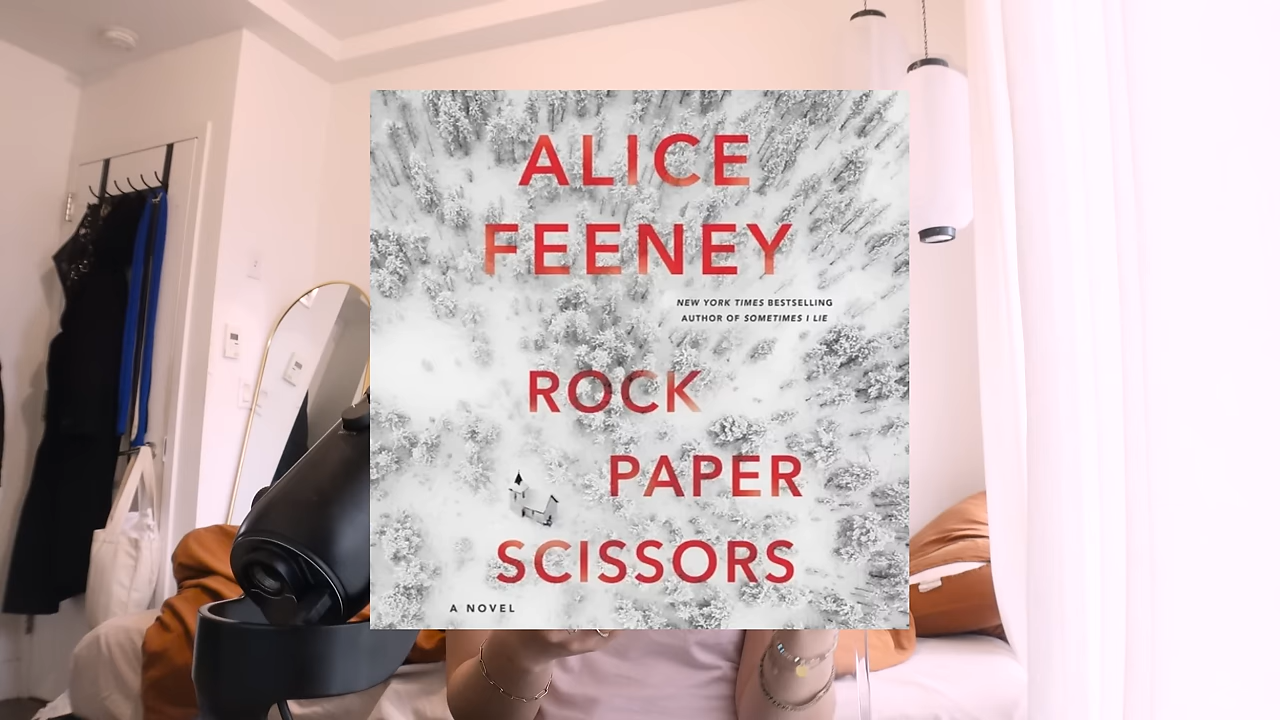 ALICE
FEENEY
NEW YORK TIMES BESTSELLING
AUTHOR OF SOMETIMES I LIE
ROCK
PAPER
SCISSORS
A NOVEL